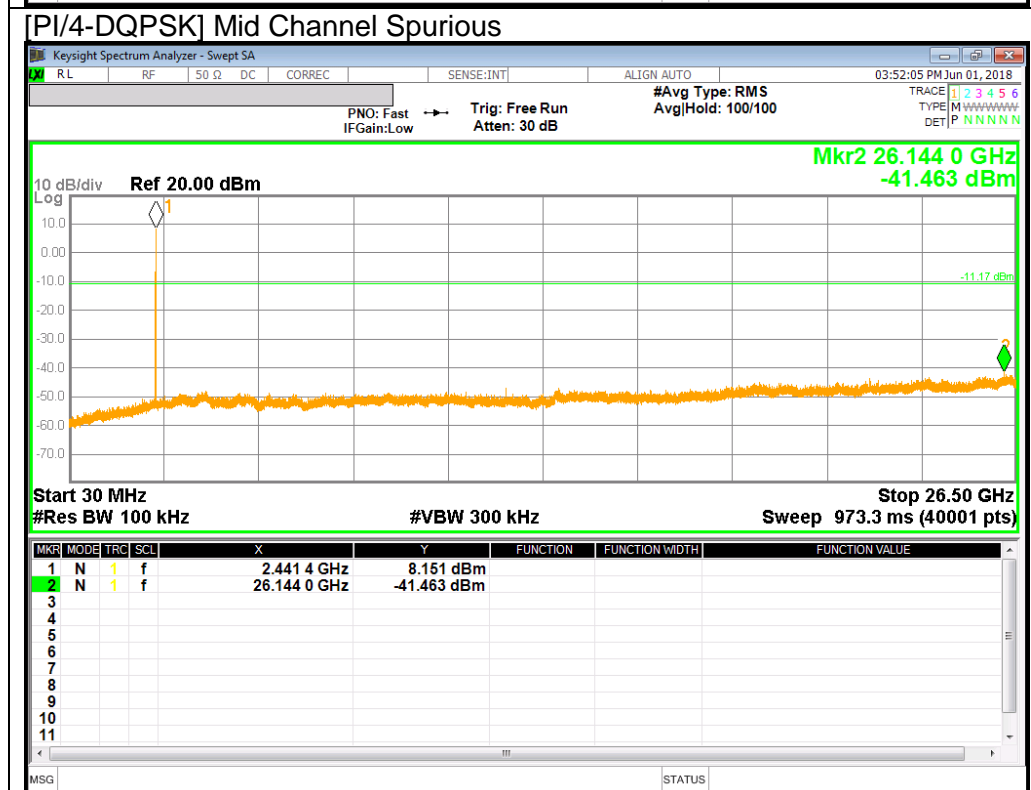 [PI/4-DQPSK] Mid Channel Spurious
Keysight Spectrum Analyzer - Swept SA
LXI RL RF 50 Ω DC CORREC SENSE:INT ALIGN AUTO 03:52:05 PM Jun 01, 2018
#Avg Type: RMS TRACE 1 2 3 4 5 6
PNO: Fast Trig: Free Run Avg|Hold: 100/100 TYPE M WWWWW
IFGain:Low Atten: 30 dB DET P N N N N N
Mkr2 26.144 0 GHz
10 dB/div Ref 20.00 dBm -41.463 dBm
Log
1
10.0
0.00
-10.0 -11.17 dBm
-20.0
-30.0
2
-40.0
-50.0
-60.0
-70.0
Start 30 MHz Stop 26.50 GHz
#Res BW 100 kHz #VBW 300 kHz Sweep 973.3 ms (40001 pts)
MKR MODE TRC SCL X Y FUNCTION FUNCTION WIDTH FUNCTION VALUE
1 N 1 f 2.441 4 GHz 8.151 dBm
2 N 1 f 26.144 0 GHz -41.463 dBm
3
4
5
6
7
8
9
10
11
MSG STATUS